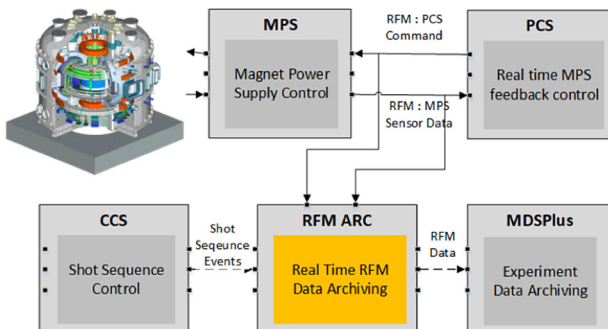 MPS
Magnet Power
Supply Control
RFM : PCS
Command
RFM : MPS
Sensor Data
PCS
Real time MPS
feedback control
CCS
Shot Sequence
Control
Shot
Seqeunce
Events
RFM ARC
Real Time RFM
Data Archiving
RFM
Data
MDSPlus
Experiment
Data Archiving